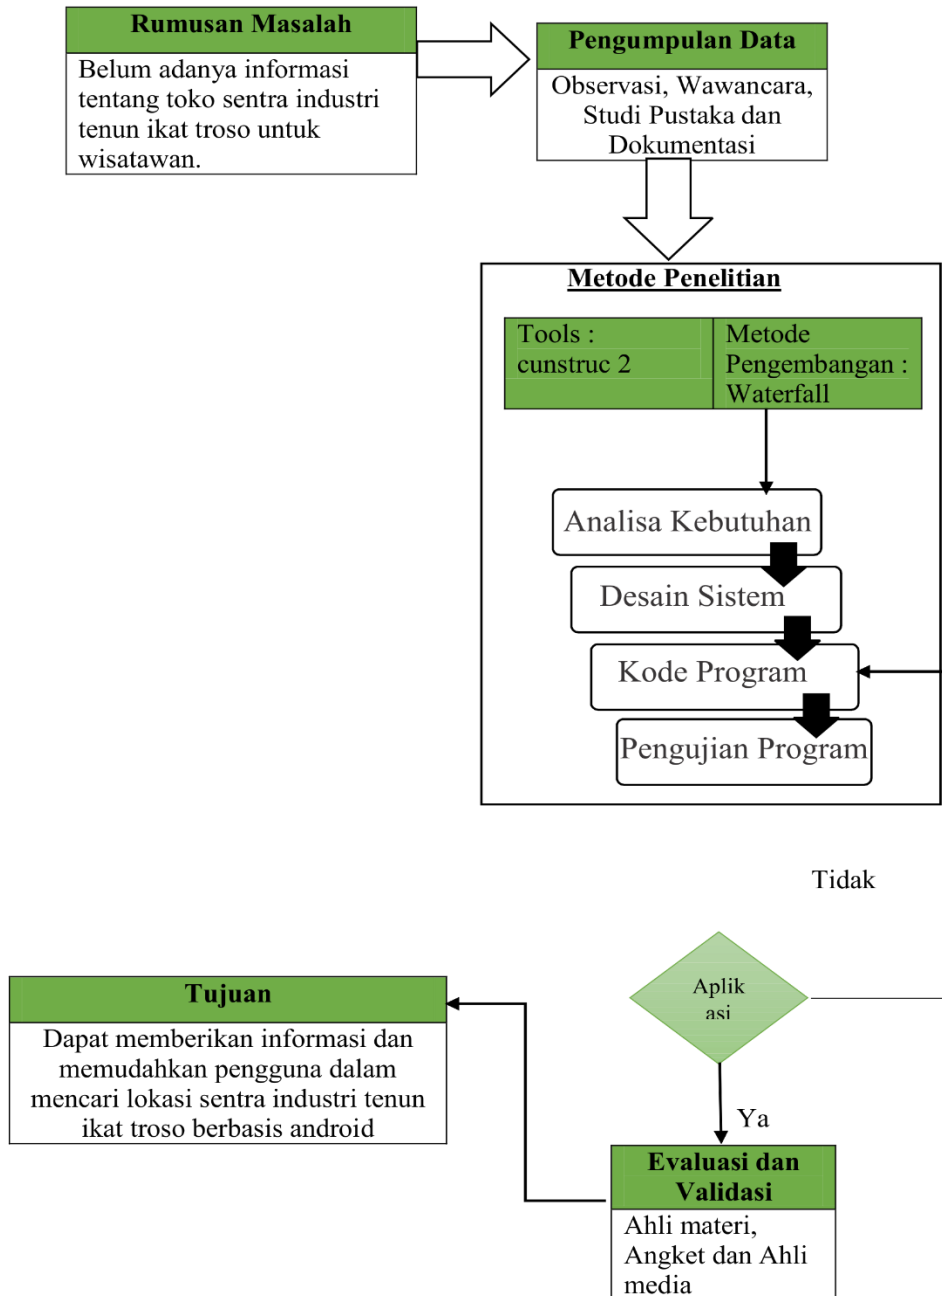 Rumusan Masalah
Belum adanya informasi
tentang toko sentra industri
tenun ikat troso untuk
wisatawan.
Pengumpulan Data
Observasi, Wawancara,
Studi Pustaka dan
Dokumentasi
Metode Penelitian
Tools :
cunstruc 2
Metode
Pengembangan :
Waterfall
Analisa Kebutuhan
Desain Sistem
Kode Program
Pengujian Program
Tidak
Aplik
asi
Ya
Evaluasi dan
Validasi
Ahli materi,
Angket dan Ahli
media
Tujuan
Dapat memberikan informasi dan
memudahkan pengguna dalam
mencari lokasi sentra industri tenun
ikat troso berbasis android